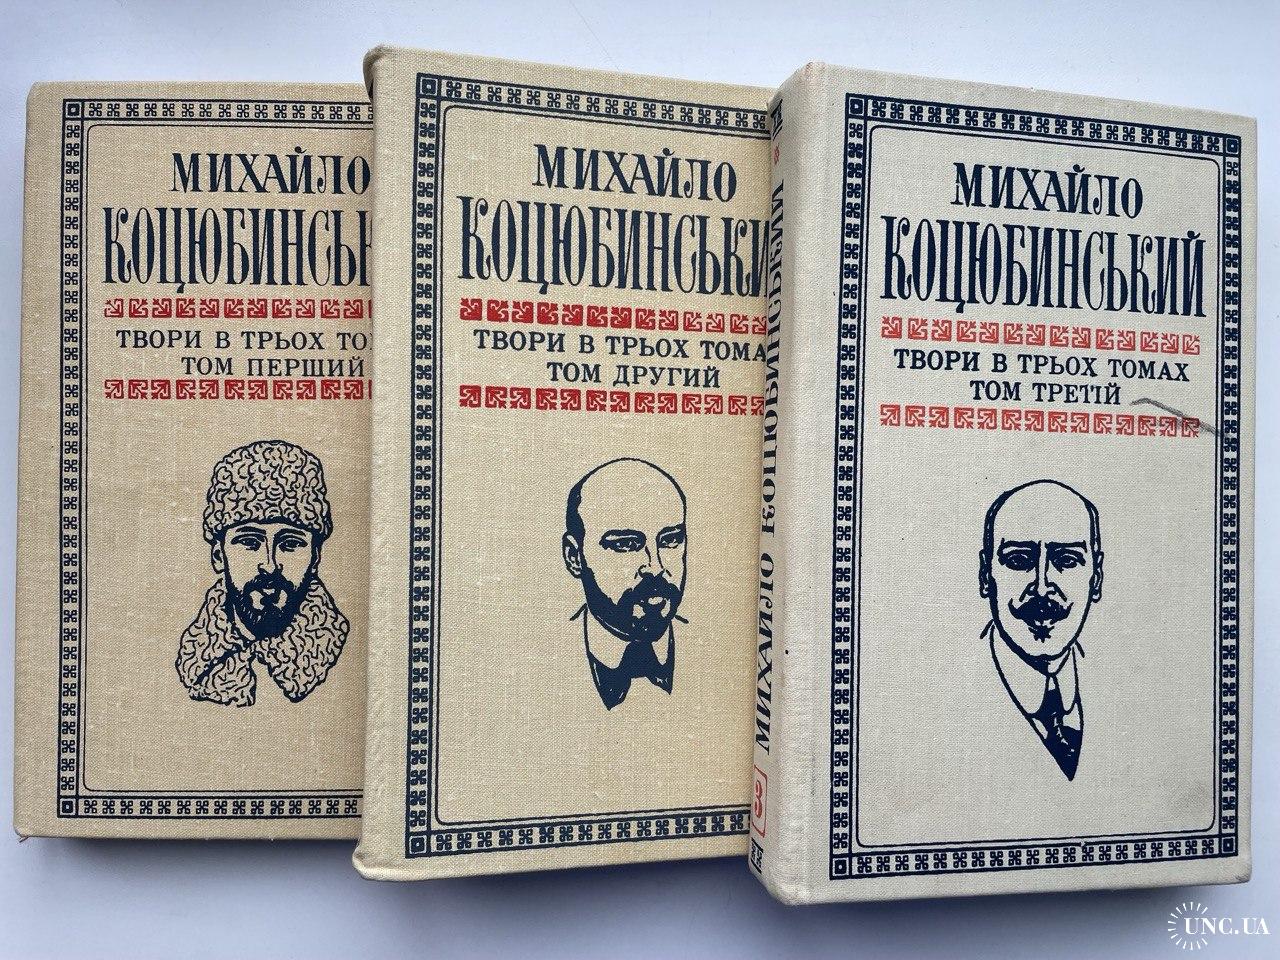 МИХАЙЛО
КОЦЮБИНСЬК
ТВОРИ В ТРЬОХ ТО
ТОМ ПЕРШИЙ
МИХАЙЛО
КОЦЮБИНСЬКИ
ТВОРИ В ТРЬОХ ТОМА
ТОМ ДРУГИЙ
3 МИХАЙЛО КОЦЮБИНСЬКИЙ
МИХАЙЛО
КОЦЮБИНСЬКИЙ
ТВОРИ В ТРЬОХ ТОМАХ
ТОМ ТРЕТІЙ
UNC.UA